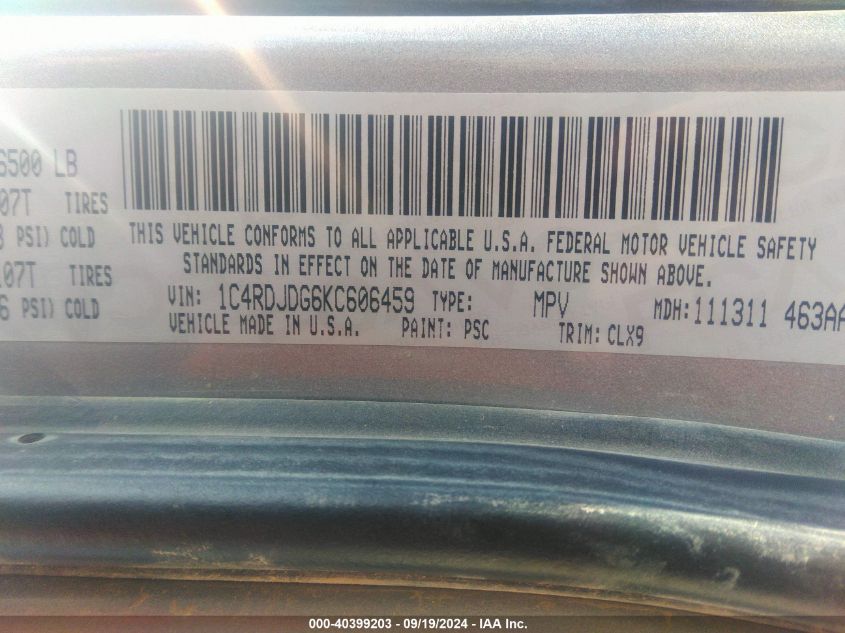 6500 LB
07T TIRES
PSI) COLD
07T TIRES
6 PSI) COLD
THIS VEHICLE CONFORMS TO ALL APPLICABLE U.S.A. FEDERAL MOTOR VEHICLE SAFETY
STANDARDS IN EFFECT ON THE DATE OF MANUFACTURE SHOWN ABOVE.
VIN: 1C4RDJDG6KC606459 TYPE: MPV MDH: 111311 463AA
VEHICLE MADE IN U.S.A. PAINT: PSC TRIM: CLX9
000-40399203 - 09/19/2024 - IAA Inc.